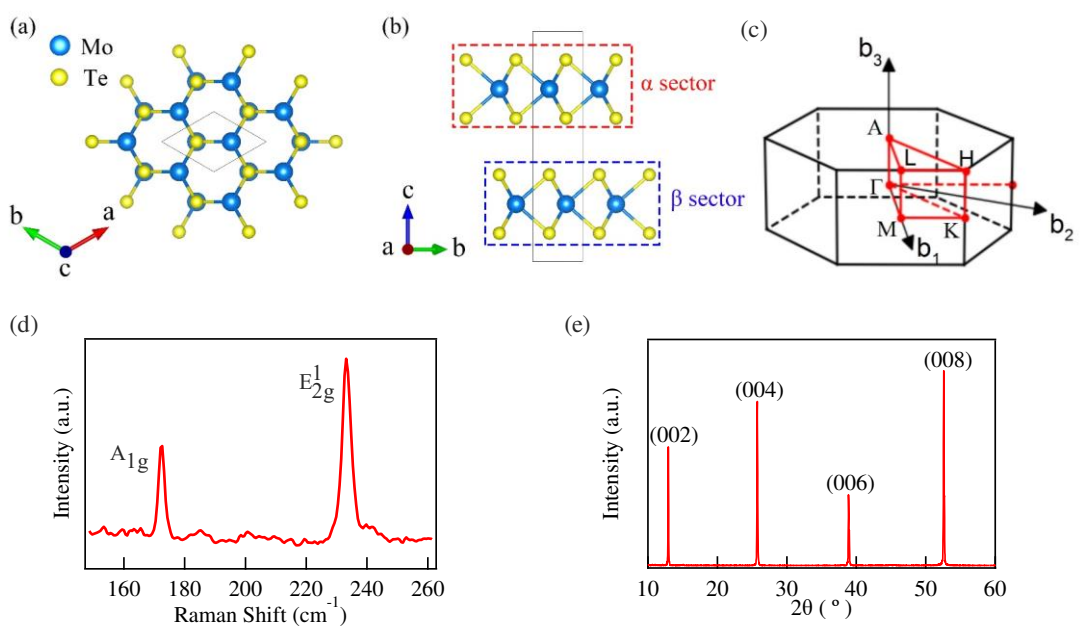 (a)
Mo
Te
b
a
c
(b)
α sector
β sector
c
a
b
(c)
b3
A
L
H
Γ
M
K
b1
b2
(d)
Intensity (a.u.)
A1g
E12g
160
180
200
220
240
260
Raman Shift (cm-1)
(e)
Intensity (a.u.)
(002)
(004)
(006)
(008)
10
20
30
40
50
60
2θ ( º )